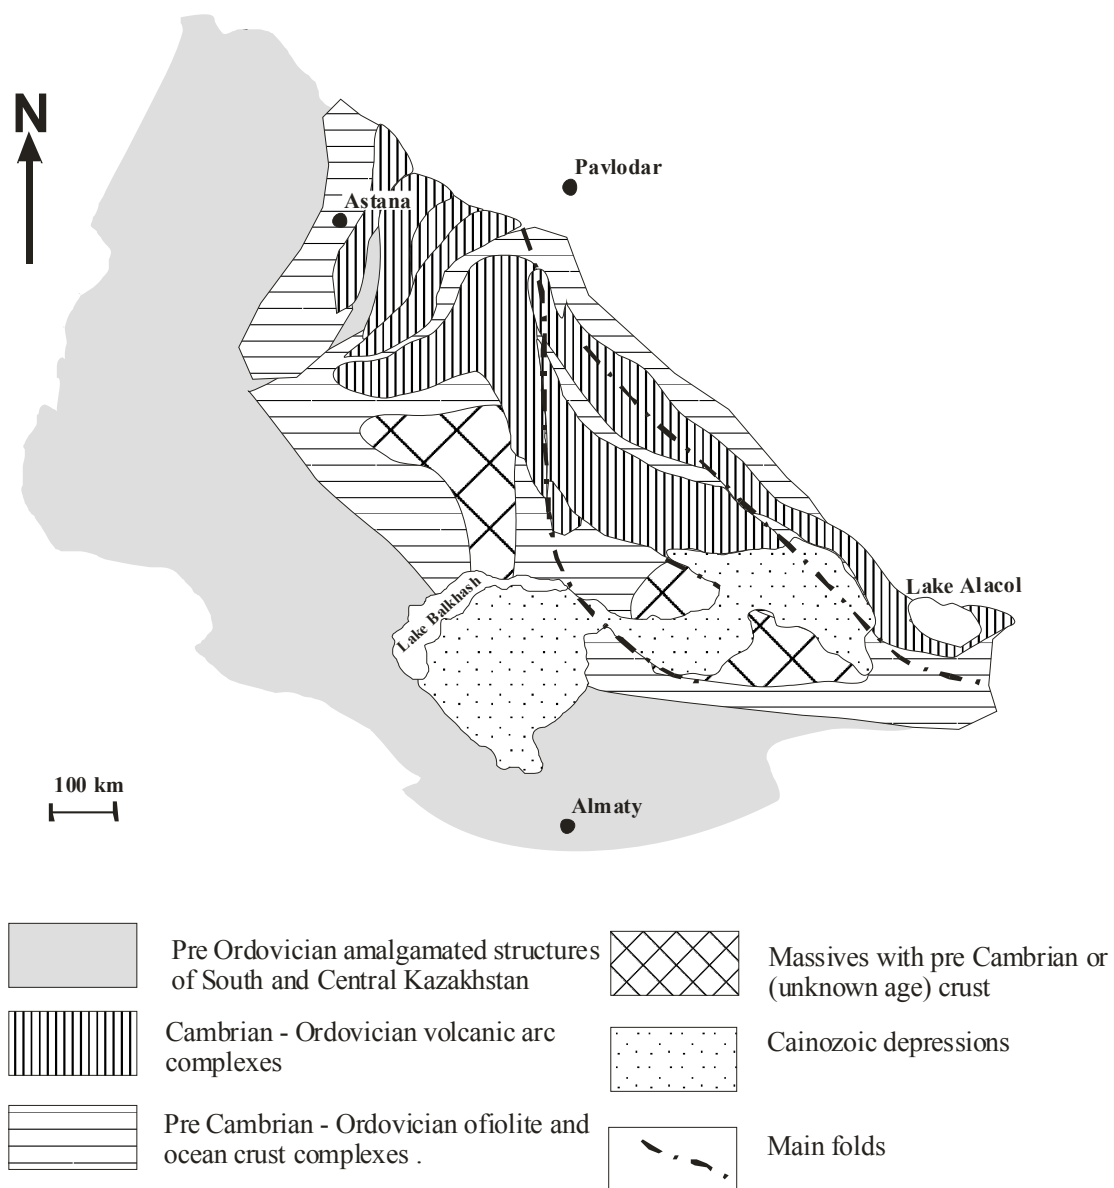 N
Pavlodar
Astana
Lake Alacol
Lake Balkhash
100 km
Almaty
Pre Ordovician amalgamated structures
of South and Central Kazakhstan
Cambrian - Ordovician volcanic arc
complexes
Pre Cambrian - Ordovician ofiolite and
ocean crust complexes .
Massives with pre Cambrian or
(unknown age) crust
Cainozoic depressions
Main folds